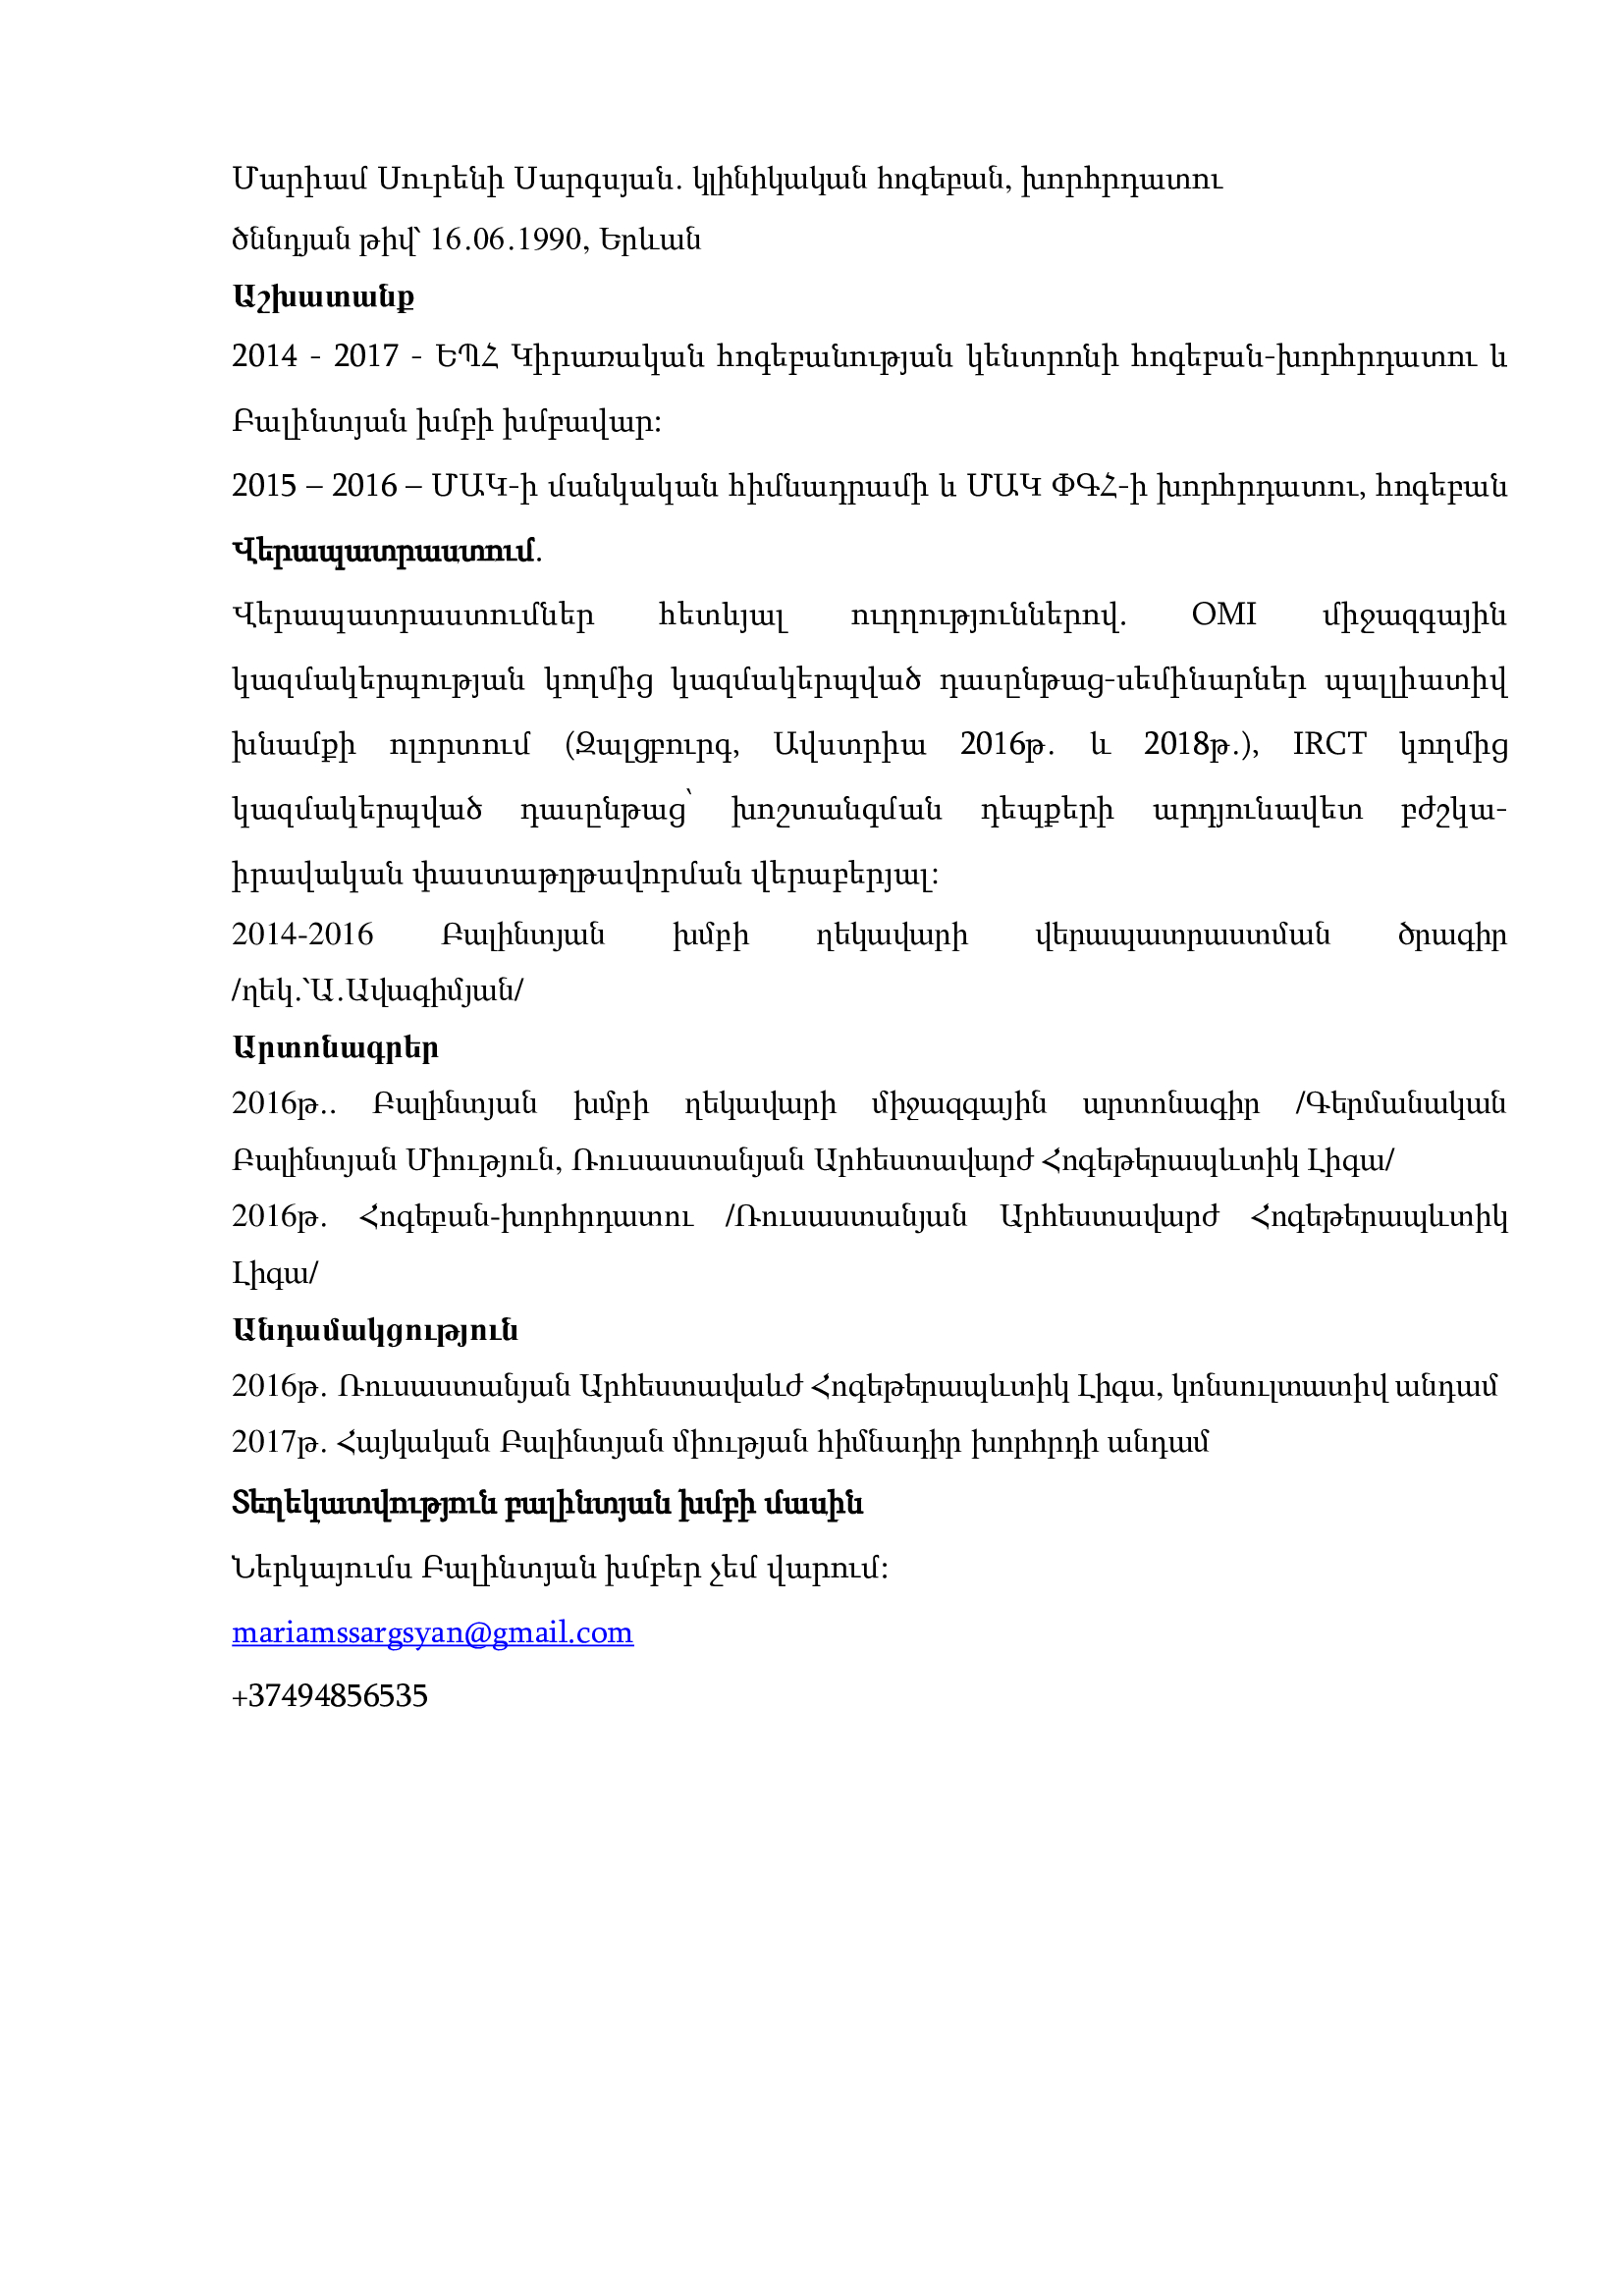 Մարիամ Սուրենի Սարգսյան. կլինիկական հոգեբան, խորհրդատու
ծննդյան թիվ՝ 16.06.1990, Երևան
Աշխատանք
2014 - 2017 - ԵՊՀ Կիրառական հոգեբանության կենտրոնի հոգեբան-խորհրդատու և
Բալինտյան խմբի խմբավար:
2015 – 2016 – ՄԱԿ-ի մանկական հիմնադրամի և ՄԱԿ ՓԳՀ-ի խորհրդատու, հոգեբան
Վերապատրաստում.
Վերապատրաստումներ հետևյալ ուղղություններով. OMI միջազգային
կազմակերպության կողմից կազմակերպված դասընթաց-սեմինարներ պալլիատիվ
խնամքի ոլորտում (Զալցբուրգ, Ավստրիա 2016թ. և 2018թ.), IRCT կողմից
կազմակերպված դասընթաց՝ խոշտանգման դեպքերի արդյունավետ բժշկա-
իրավական փաստաթղթավորման վերաբերյալ:
2014-2016 Բալինտյան խմբի ղեկավարի վերապատրաստման ծրագիր
/ղեկ.՝Ա.Ավագիմյան/
Արտոնագրեր
2016թ.. Բալինտյան խմբի ղեկավարի միջազգային արտոնագիր /Գերմանական
Բալինտյան Միություն, Ռուսաստանյան Արհեստավարժ Հոգեթերապևտիկ Լիգա/
2016թ. Հոգեբան-խորհրդատու /Ռուսաստանյան Արհեստավարժ Հոգեթերապևտիկ
Լիգա/
Անդամակցություն
2016թ. Ռուսաստանյան Արհեստավաևժ Հոգեթերապևտիկ Լիգա, կոնսուլտատիվ անդամ
2017թ. Հայկական Բալինտյան միության հիմնադիր խորհրդի անդամ
Տեղեկատվություն բալինտյան խմբի մասին
Ներկայումս Բալինտյան խմբեր չեմ վարում:
mariamssargsyan@gmail.com
+37494856535